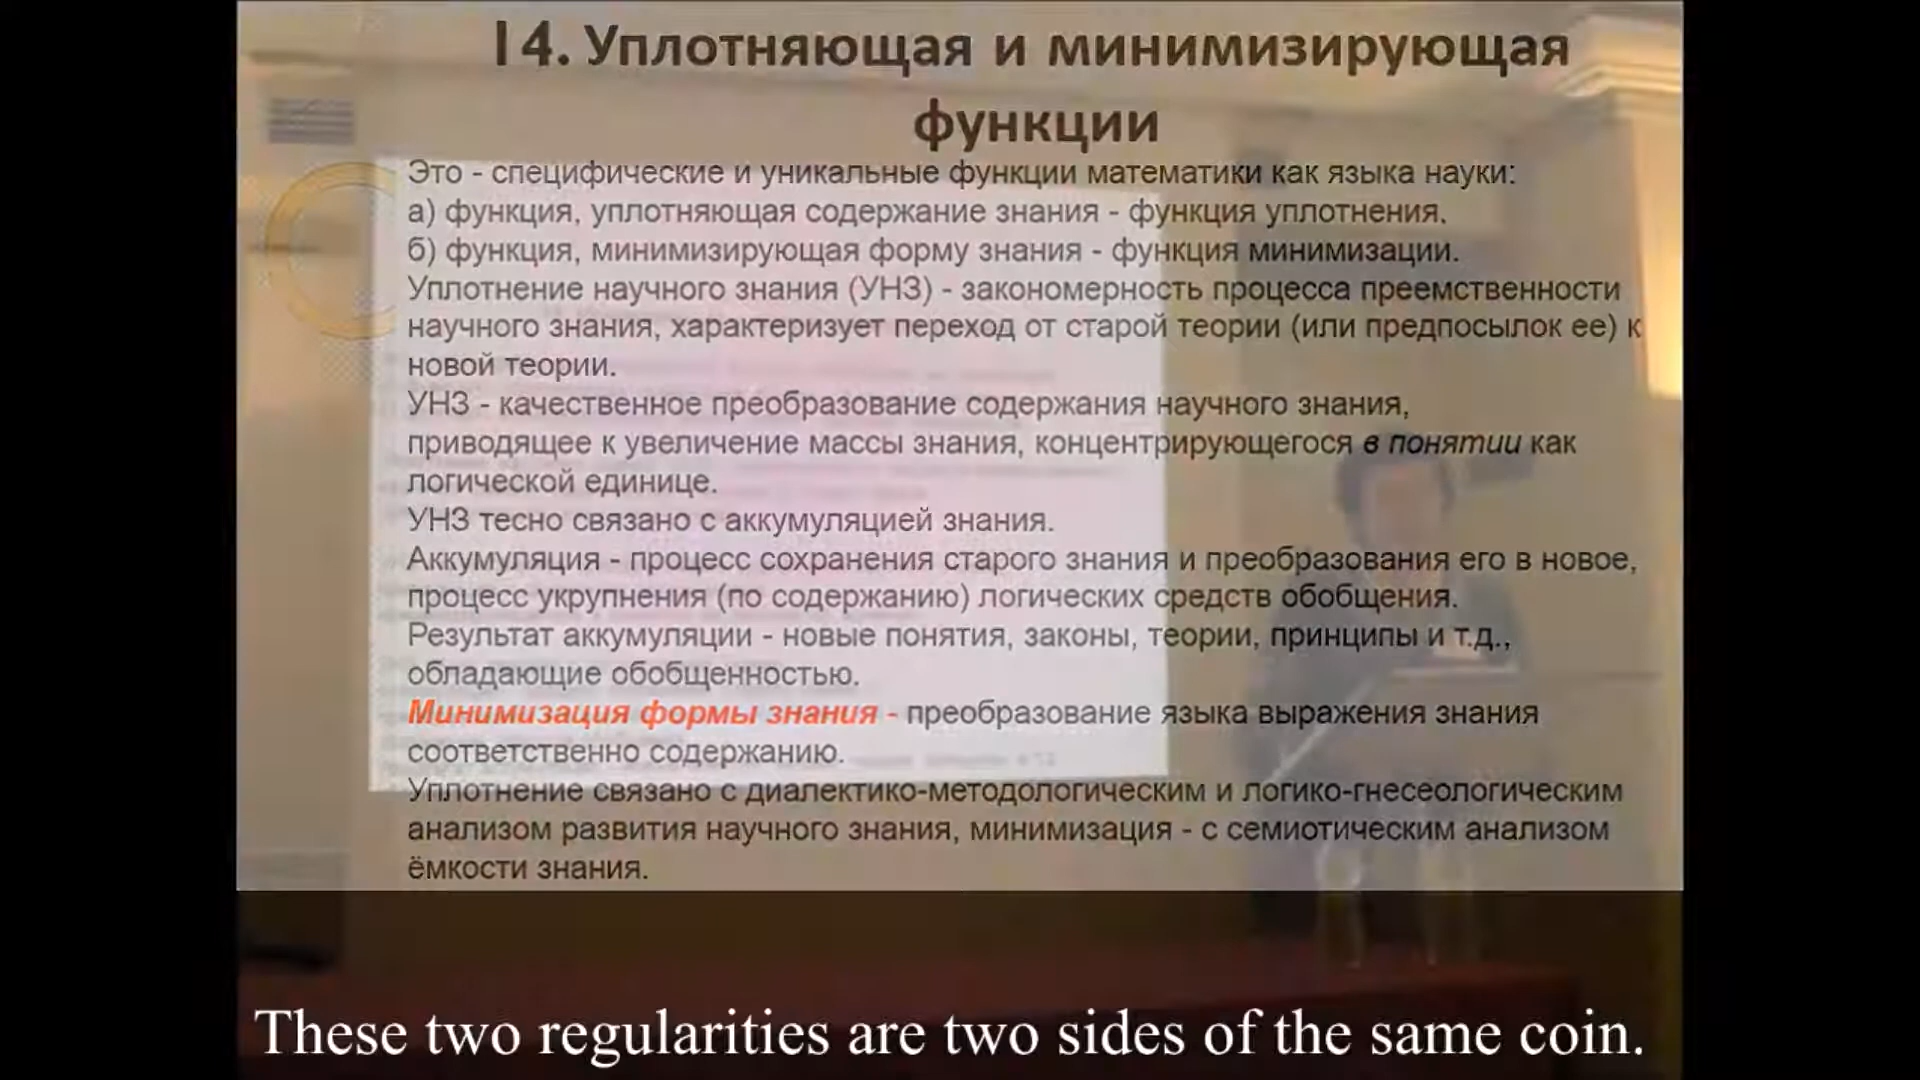 14. Уплотняющая и минимизирующая
функции
Это - специфические и уникальные функции математики как языка науки:
а) функция, уплотняющая содержание знания - функция уплотнения.
б) функция, минимизирующая форму знания - функция минимизации.
Уплотнение научного знания (УНЗ) - закономерность процесса преемственности
научного знания, характеризует переход от старой теории (или предпосылок ее) к
новой теории.
УНЗ - качественное преобразование содержания научного знания,
приводящее к увеличение массы знания, концентрирующегося в понятии как
логической единице.
УНЗ тесно связано с аккумуляцией знания.
Аккумуляция - процесс сохранения старого знания и преобразования его в новое,
процесс укрупнения (по содержанию) логических средств обобщения.
Результат аккумуляции - новые понятия, законы, теории, принципы и т.д.,
обладающие обобщенностью.
Минимизация формы знания - преобразование языка выражения знания
соответственно содержанию.
Уплотнение связано с диалектико-методологическим и логико-гнесеологическим
анализом развития научного знания, минимизация - с семиотическим анализом
ёмкости знания.
These two regularities are two sides of the same coin.